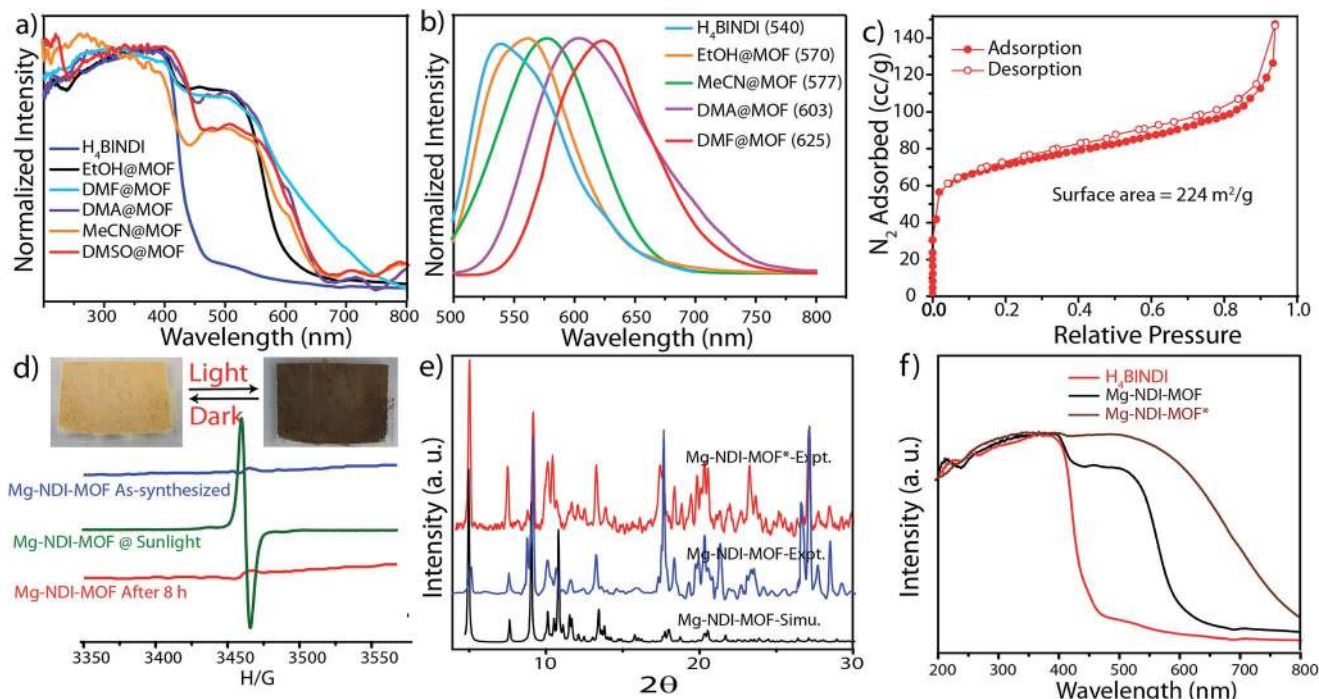 a)
Normalized Intensity
H₄BINDI
EtOH@MOF
DMF@MOF
DMA@MOF
MeCN@MOF
DMSO@MOF
300 400 500 600 700 800
Wavelength (nm)
b)
Normalized Intensity
H₄BINDI (540)
EtOH@MOF (570)
MeCN@MOF (577)
DMA@MOF (603)
DMF@MOF (625)
500 550 600 650 700 750 800
Wavelength (nm)
c)
N₂ Adsorbed (cc/g)
140
120
100
80
60
40
20
0
Adsorption
Desorption
Surface area = 224 m²/g
0.0 0.2 0.4 0.6 0.8 1.0
Relative Pressure
d)
Light
Dark
Mg-NDI-MOF As-synthesized
Mg-NDI-MOF @ Sunlight
Mg-NDI-MOF After 8 h
3350 3400 3450 3500 3550
H/G
e)
Intensity (a. u.)
Mg-NDI-MOF*-Expt.
Mg-NDI-MOF-Expt.
Mg-NDI-MOF-Simu.
10 20 30
2θ
f)
Intensity (a. u.)
H₄BINDI
Mg-NDI-MOF
Mg-NDI-MOF*
200 300 400 500 600 700 800
Wavelength (nm)